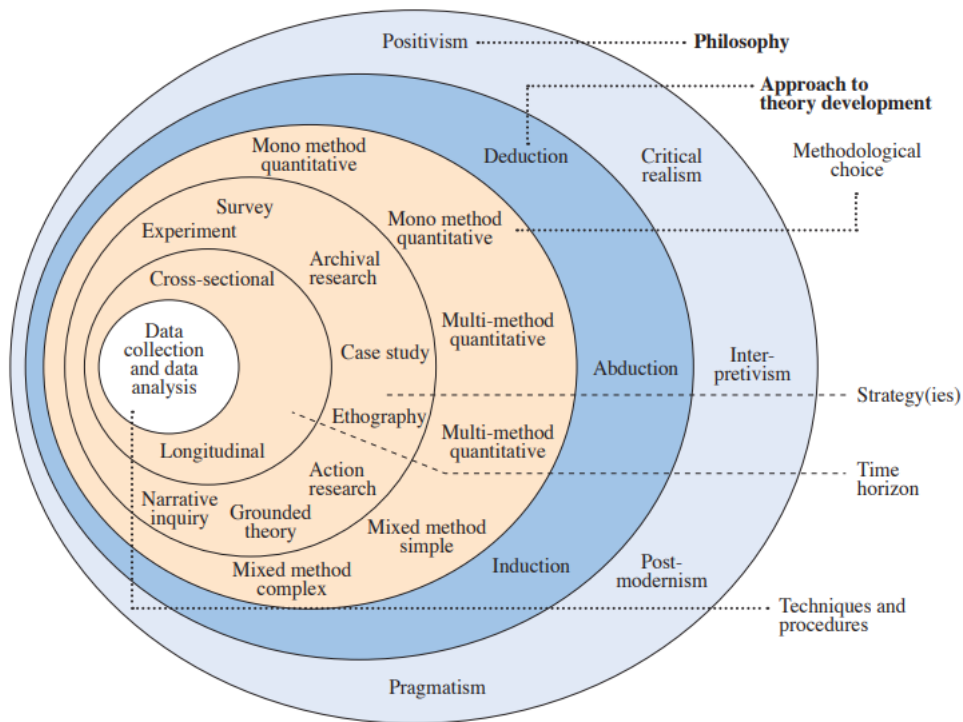 Positivism
Philosophy
Approach to
theory development
Mono method
quantitative
Deduction
Critical
realism
Methodological
choice
Survey
Experiment
Mono method
quantitative
Archival
research
Cross-sectional
Data
collection
and data
analysis
Multi-method
quantitative
Case study
Abduction
Inter-
pretivism
Strategy(ies)
Ethography
Multi-method
quantitative
Longitudinal
Action
research
Time
horizon
Narrative
inquiry
Grounded
theory
Mixed method
simple
Mixed method
complex
Induction
Post-
modernism
Techniques and
procedures
Pragmatism